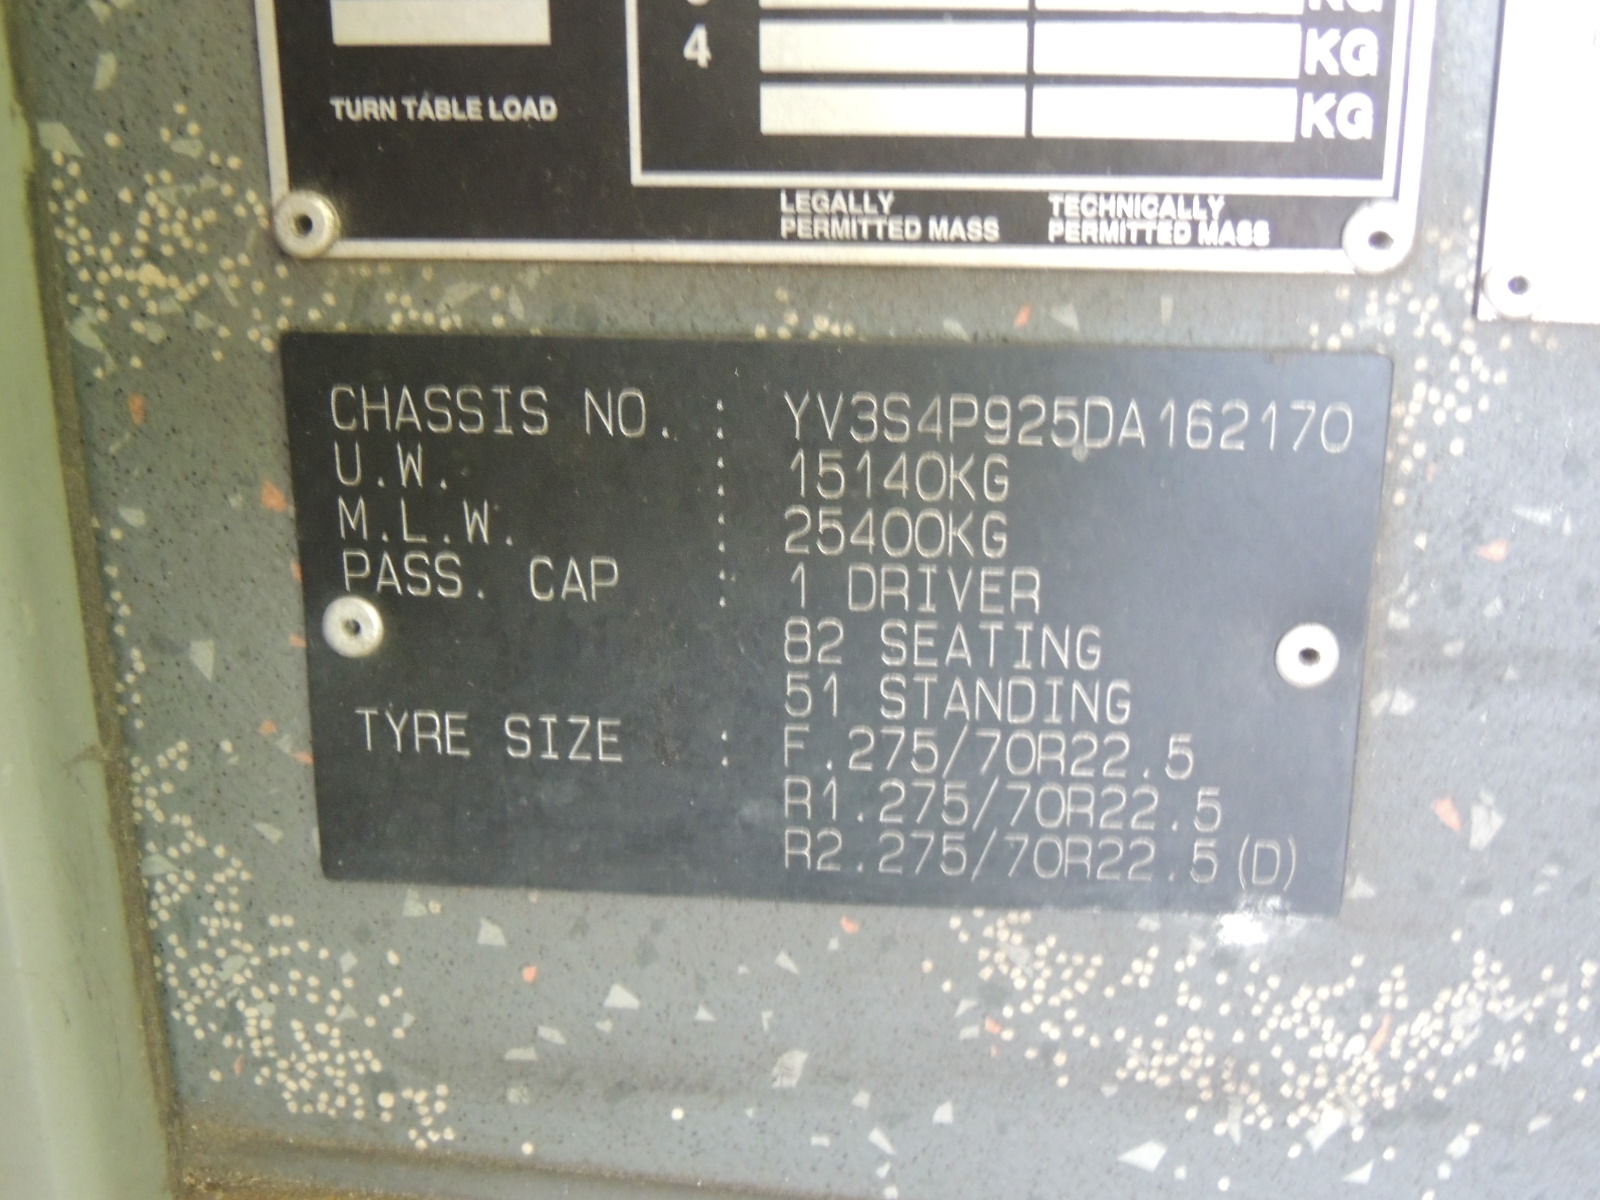 4 KG
KG
TURN TABLE LOAD
LEGALLY
PERMITTED MASS
TECHNICALLY
PERMITTED MASS
CHASSIS NO. : YV3S4P925DA162170
U.W. : 15140KG
M.L.W. : 25400KG
PASS. CAP : 1 DRIVER
82 SEATING
51 STANDING
TYRE SIZE : F.275/70R22.5
R1.275/70R22.5
R2.275/70R22.5(D)